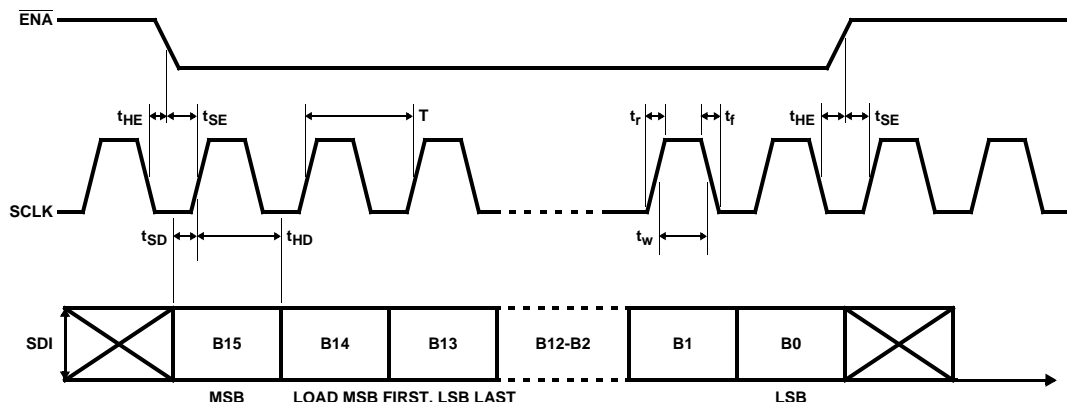 ENA
tHE
tSE
T
tr
tf
tHE
tSE
SCLK
tSD
tHD
tw
SDI
B15
B14
B13
B12-B2
B1
B0
MSB
LOAD MSB FIRST, LSB LAST
LSB